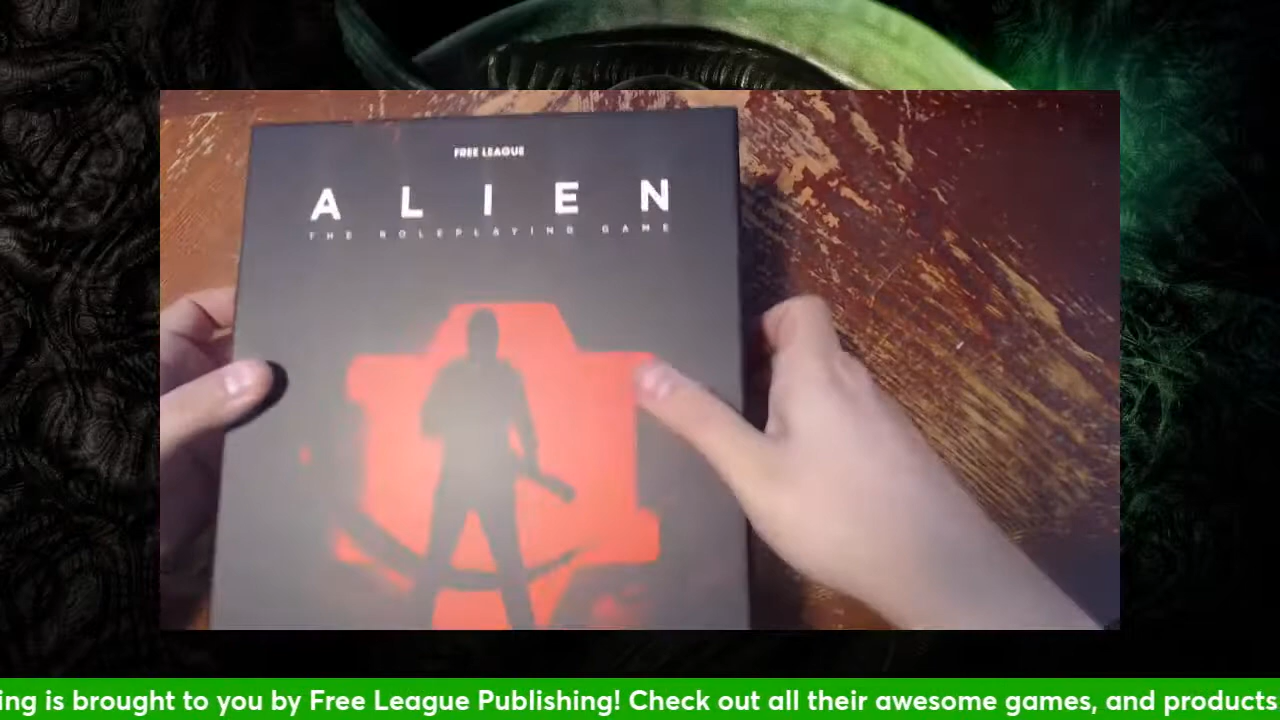 FREE LEAGUE
ALIEN
THE ROLEPLAYING GAME
ing is brought to you by Free League Publishing! Check out all their awesome games, and products